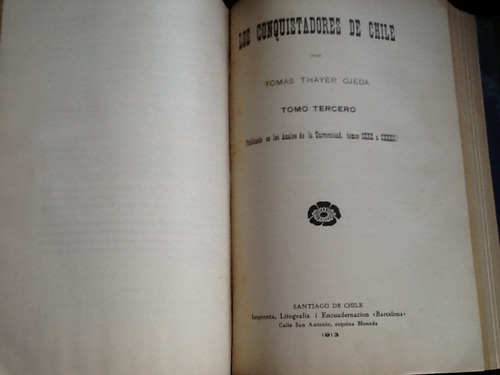 LOS CONQUISTADORES DE CHILE
POR
TOMAS THAYER OJEDA
TOMO TERCERO
(Publicado en los Anales de la Universidad, tomos y
SANTIAGO DE CHILE
Imprenta, Litografía i Encuadernacion «Barcelona»
Calle San Antonio, esquina Moneda
1913